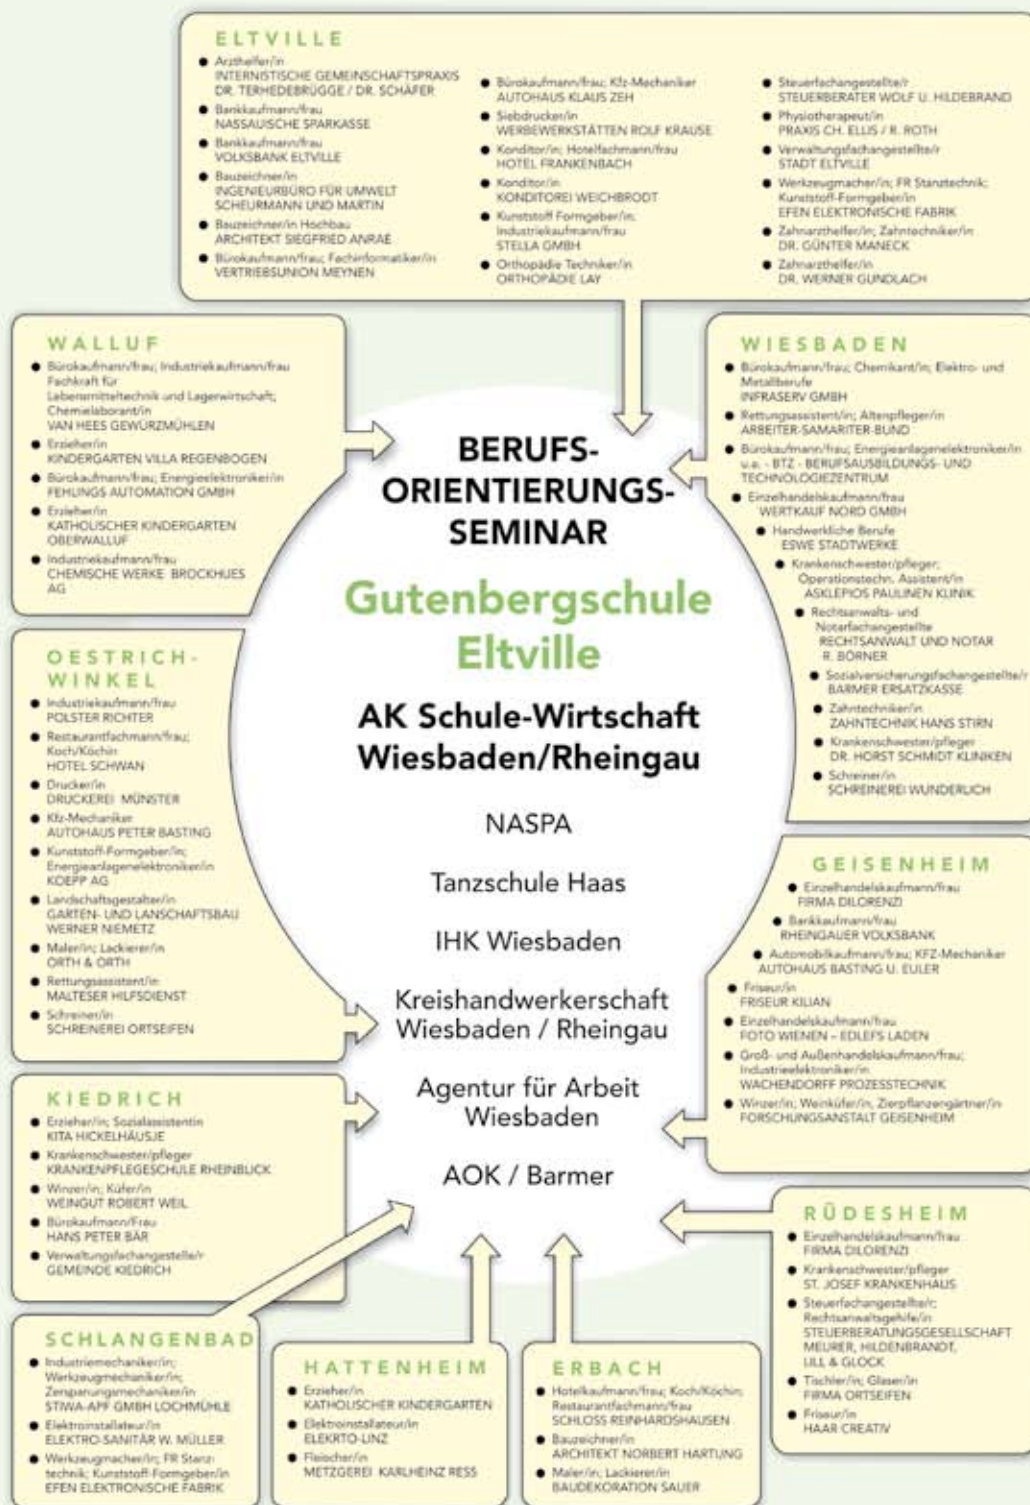 ELTVILLE
● Arzthelfer/in
INTERNISTISCHE GEMEINSCHAFTSPRAXIS
DR. TERHEDEBRÜGGE / DR. SCHÄFER
● Bankkaufmann/frau
NASSAUISCHE SPARKASSE
● Bankkaufmann/frau
VOLKSBANK ELTVILLE
● Bauzeichner/in
INGENIEURBÜRO FÜR UMWELT
SCHEURMANN UND MARTIN
● Bauzeichner/in Hochbau
ARCHITEKT SIEGFRIED ANRAE
● Bürokaufmann/frau; Fachinformatiker/in
VERTRIEBSUNION MEYNEN
● Bürokaufmann/frau; Kfz-Mechaniker
AUTOHAUS KLAUS ZEH
● Siebdrucker/in
WERBEWERKSTÄTTEN ROLF KRAUSE
● Konditor/in; Hotelfachmann/frau
HOTEL FRANKENBACH
● Konditor/in
KONDITOREI WEICHBRODT
● Kunststoff Formgeber/in;
Industriekaufmann/frau
STELLA GMBH
● Orthopädie Techniker/in
ORTHOPÄDIE LAY
● Steuerfachangestellte/r
STEUERBERATER WOLF U. HILDEBRAND
● Physiotherapeut/in
PRAXIS CH. ELLIS / R. ROTH
● Verwaltungsfachangestellte/r
STADT ELTVILLE
● Werkzeugmacher/in; FR Stanztechnik;
Kunststoff-Formgeber/in
EFEN ELEKTRONISCHE FABRIK
● Zahnarzthelfer/in; Zahntechniker/in
DR. GÜNTER MANECK
● Zahnarzthelfer/in
DR. WERNER GUNDLACH
WALLUF
● Bürokaufmann/frau; Industriekaufmann/frau
Fachkraft für
Lebensmitteltechnik und Lagerwirtschaft;
Chemielaborant/in
VAN HEES GEWÜRZMÜHLEN
● Erzieher/in
KINDERGARTEN VILLA REGENBOGEN
● Bürokaufmann/frau; Energieelektroniker/in
FEHLINGS AUTOMATION GMBH
● Erzieher/in
KATHOLISCHER KINDERGARTEN
OBERWALLUF
● Industriekaufmann/frau
CHEMISCHE WERKE BROCKHUES
AG
OESTRICH-
WINKEL
● Industriekaufmann/frau
POLSTER RICHTER
● Restaurantfachmann/frau;
Koch/Köchin
HOTEL SCHWAN
● Drucker/in
DRUCKEREI MÜNSTER
● Kfz-Mechaniker
AUTOHAUS PETER BASTING
● Kunststoff-Formgeber/in;
Energieanlagenelektroniker/in
KOEPP AG
● Landschaftsgestalter/in
GARTEN- UND LANSCHAFTSBAU
WERNER NIEMETZ
● Maler/in; Lackierer/in
ORTH & ORTH
● Rettungsassistent/in
MALTESER HILFSDIENST
● Schreiner/in
SCHREINEREI ORTSEIFEN
KIEDRICH
● Erzieher/in; Sozialassistentin
KITA HICKELHÄUSJE
● Krankenschwester/pfleger
KRANKENPFLEGESCHULE RHEINBLICK
● Winzer/in; Küfer/in
WEINGUT ROBERT WEIL
● Bürokaufmann/Frau
HANS PETER BÄR
● Verwaltungsfachangestelle/r
GEMEINDE KIEDRICH
SCHLANGENBAD
● Industriemechaniker/in;
Werkzeugmechaniker/in;
Zerspanungsmechaniker/in
STIWA-APF GMBH LOCHMÜHLE
● Elektroinstallateur/in
ELEKTRO-SANITÄR W. MÜLLER
● Werkzeugmacher/in; FR Stanz-
technik; Kunststoff-Formgeber/in
EFEN ELEKTRONISCHE FABRIK
BERUFS-
ORIENTIERUNGS-
SEMINAR
Gutenbergschule
Eltville
AK Schule-Wirtschaft
Wiesbaden/Rheingau
NASPA
Tanzschule Haas
IHK Wiesbaden
Kreishandwerkerschaft
Wiesbaden / Rheingau
Agentur für Arbeit
Wiesbaden
AOK / Barmer
HATTENHEIM
● Erzieher/in
KATHOLISCHER KINDERGARTEN
● Elektroinstallateur/in
ELEKRTO-LINZ
● Fleischer/in
METZGEREI KARLHEINZ RESS
ERBACH
● Hotelkaufmann/frau; Koch/Köchin;
Restaurantfachmann/frau
SCHLOSS REINHARDSHAUSEN
● Bauzeichner/in
ARCHITEKT NORBERT HARTUNG
● Maler/in; Lackierer/in
BAUDEKORATION SAUER
WIESBADEN
● Bürokaufmann/frau; Chemikant/in; Elektro- und
Metallberufe
INFRASERV GMBH
● Rettungsassistent/in; Altenpfleger/in
ARBEITER-SAMARITER-BUND
● Bürokaufmann/frau; Energieanlagenelektroniker/in
u.a. - BTZ - BERUFSAUSBILDUNGS- UND
TECHNOLOGIEZENTRUM
● Einzelhandelskaufmann/frau
WERTKAUF NORD GMBH
● Handwerkliche Berufe
ESWE STADTWERKE
● Krankenschwester/pfleger;
Operationstechn. Assistent/in
ASKLEPIOS PAULINEN KLINIK
● Rechtsanwalts- und
Notarfachangestellte
RECHTSANWALT UND NOTAR
R. BÖRNER
● Sozialversicherungsfachangestellte/r
BARMER ERSATZKASSE
● Zahntechniker/in
ZAHNTECHNIK HANS STIRN
● Krankenschwester/pfleger
DR. HORST SCHMIDT KLINIKEN
● Schreiner/in
SCHREINEREI WUNDERLICH
GEISENHEIM
● Einzelhandelskaufmann/frau
FIRMA DILORENZI
● Bankkaufmann/frau
RHEINGAUER VOLKSBANK
● Automobilkaufmann/frau; KFZ-Mechaniker
AUTOHAUS BASTING U. EULER
● Friseur/in
FRISEUR KILIAN
● Einzelhandelskaufmann/frau
FOTO WIENEN – EDLEFS LADEN
● Groß- und Außenhandelskaufmann/frau;
Industrieelektroniker/in
WACHENDORFF PROZESSTECHNIK
● Winzer/in; Weinküfer/in, Zierpflanzengärtner/in
FORSCHUNGSANSTALT GEISENHEIM
RÜDESHEIM
● Einzelhandelskaufmann/frau
FIRMA DILORENZI
● Krankenschwester/pfleger
ST. JOSEF KRANKENHAUS
● Steuerfachangestellte/r;
Rechtsanwaltsgehife/in
STEUERBERATUNGSGESELLSCHAFT
MEURER, HILDENBRANDT,
LILL & GLOCK
● Tischler/in; Glaser/in
FIRMA ORTSEIFEN
● Friseur/in
HAAR CREATIV